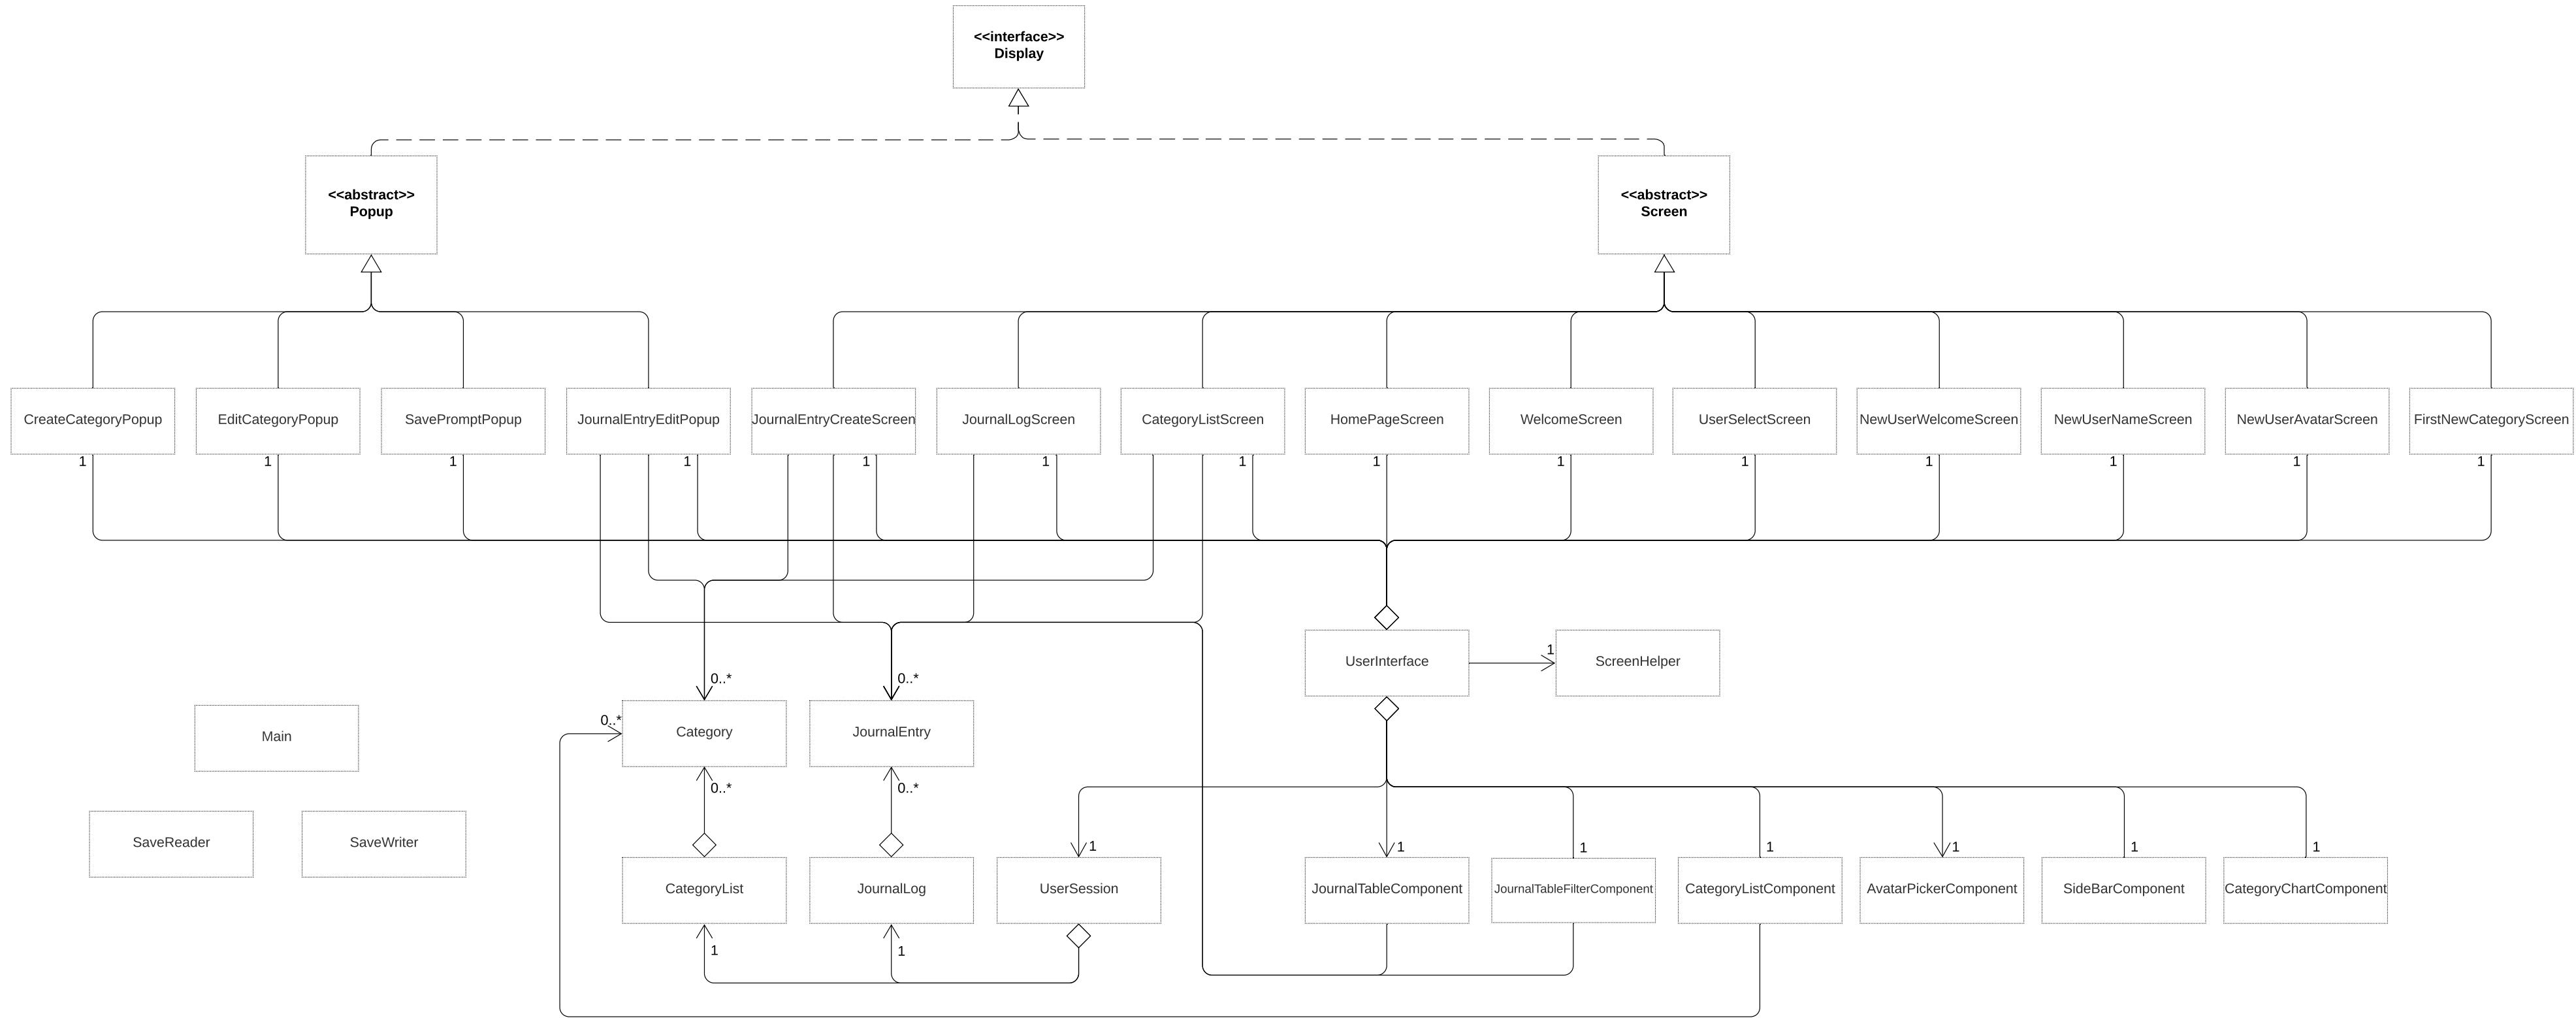 <<interface>>
Display
<<abstract>>
Popup
<<abstract>>
Screen
CreateCategoryPopup
EditCategoryPopup
SavePromptPopup
JournalEntryEditPopup
JournalEntryCreateScreen
JournalLogScreen
CategoryListScreen
HomePageScreen
WelcomeScreen
UserSelectScreen
NewUserWelcomeScreen
NewUserNameScreen
NewUserAvatarScreen
FirstNewCategoryScreen
1
1
1
1
1
1
1
1
1
1
1
1
1
1
UserInterface
1
ScreenHelper
0..*
0..*
0..*
Category
JournalEntry
Main
0..*
0..*
SaveReader
SaveWriter
1
1
1
1
1
1
1
CategoryList
JournalLog
UserSession
JournalTableComponent
JournalTableFilterComponent
CategoryListComponent
AvatarPickerComponent
SideBarComponent
CategoryChartComponent
1
1